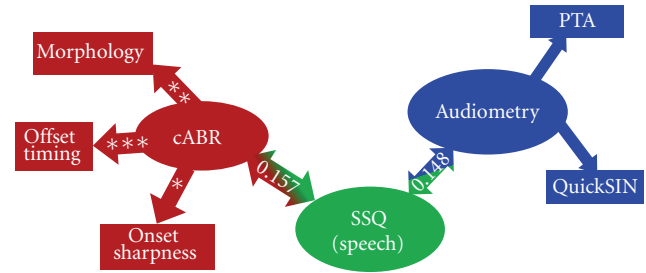 PTA
Morphology
**
Audiometry
Offset
timing
***
cABR
*
0.157
0.148
QuickSIN
SSQ
(speech)
Onset
sharpness